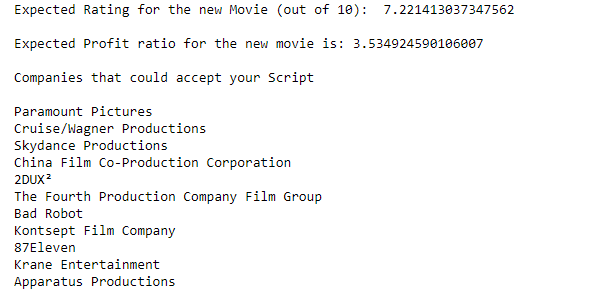 Expected Rating for the new Movie (out of 10):  7.221413037347562
Expected Profit ratio for the new movie is: 3.534924590106007
Companies that could accept your Script
Paramount Pictures
Cruise/Wagner Productions
Skydance Productions
China Film Co-Production Corporation
2DUX²
The Fourth Production Company Film Group
Bad Robot
Kontsept Film Company
87Eleven
Krane Entertainment
Apparatus Productions